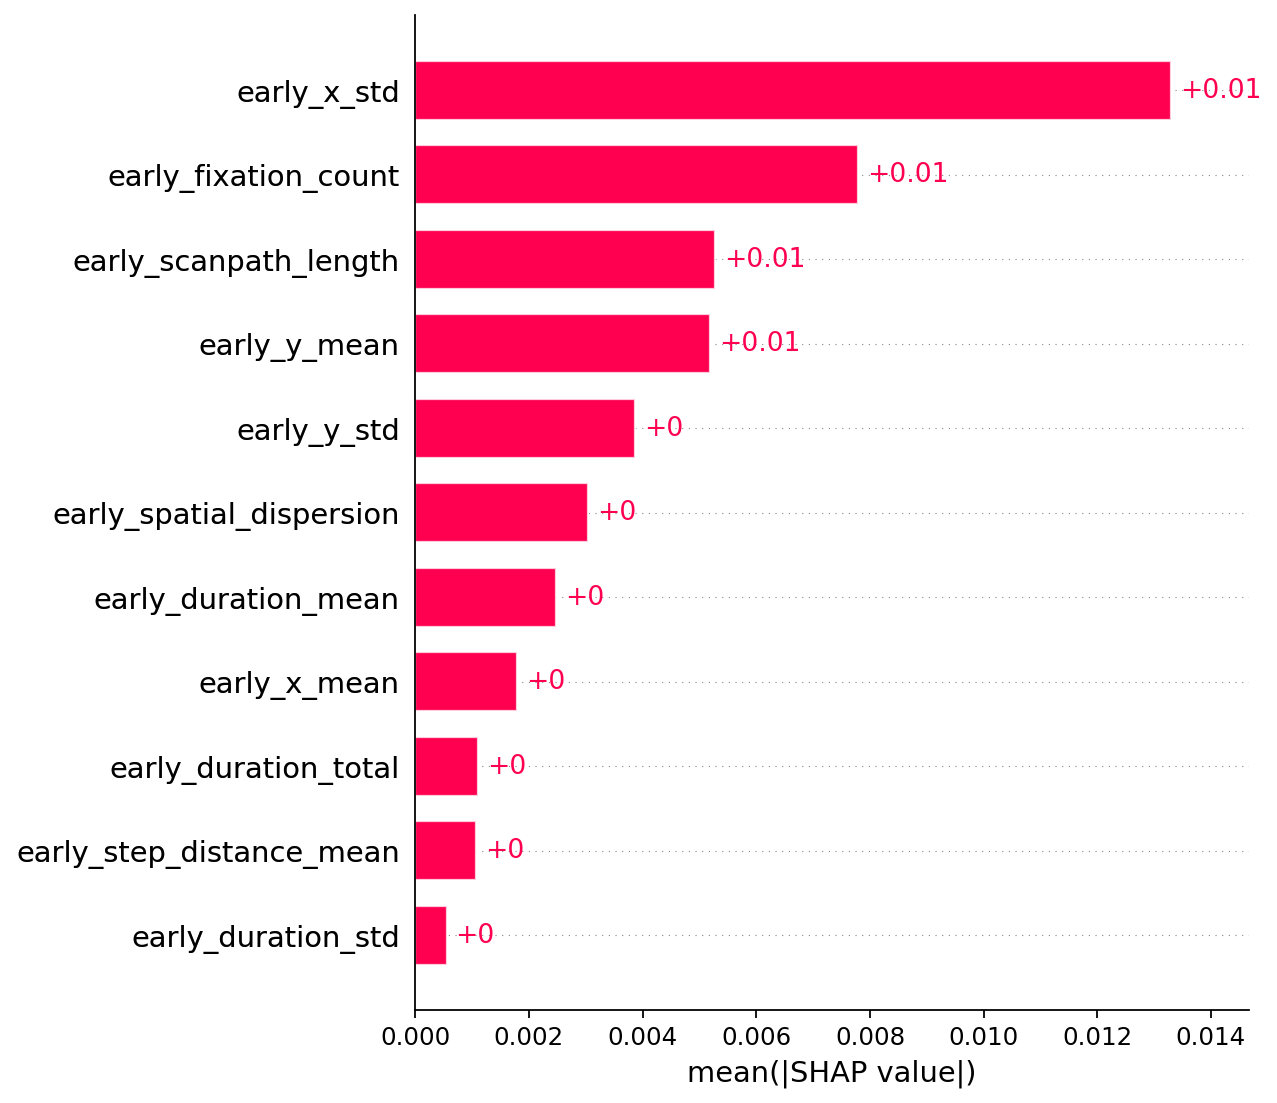 early_x_std +0.01
early_fixation_count +0.01
early_scanpath_length +0.01
early_y_mean +0.01
early_y_std +0
early_spatial_dispersion +0
early_duration_mean +0
early_x_mean +0
early_duration_total +0
early_step_distance_mean +0
early_duration_std +0
0.000 0.002 0.004 0.006 0.008 0.010 0.012 0.014
mean(|SHAP value|)